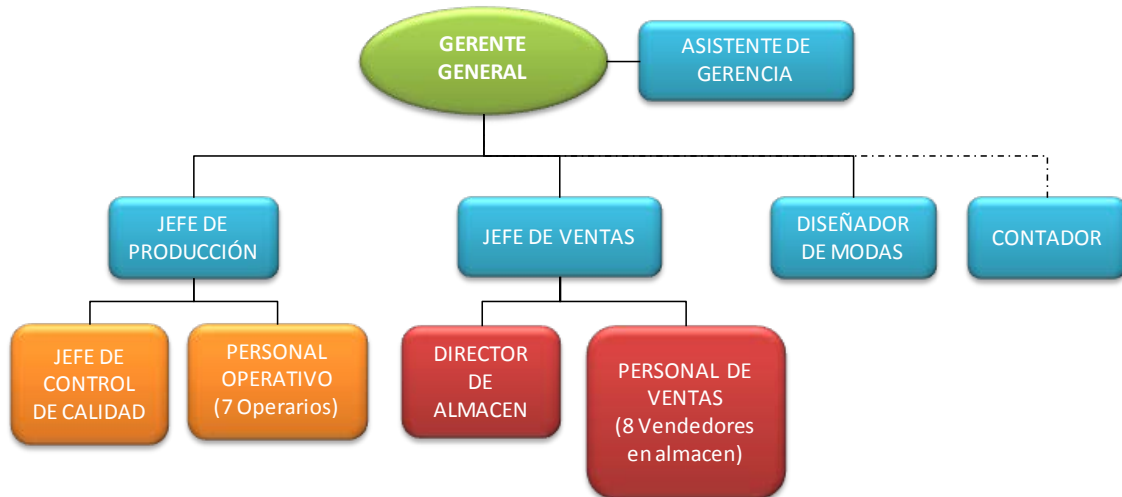 GERENTE
GENERAL
ASISTENTE DE
GERENCIA
JEFE DE
PRODUCCIÓN
JEFE DE VENTAS
DISEÑADOR
DE MODAS
CONTADOR
JEFE DE
CONTROL
DE CALIDAD
PERSONAL
OPERATIVO
(7 Operarios)
DIRECTOR
DE
ALMACEN
PERSONAL DE
VENTAS
(8 Vendedores
en almacen)